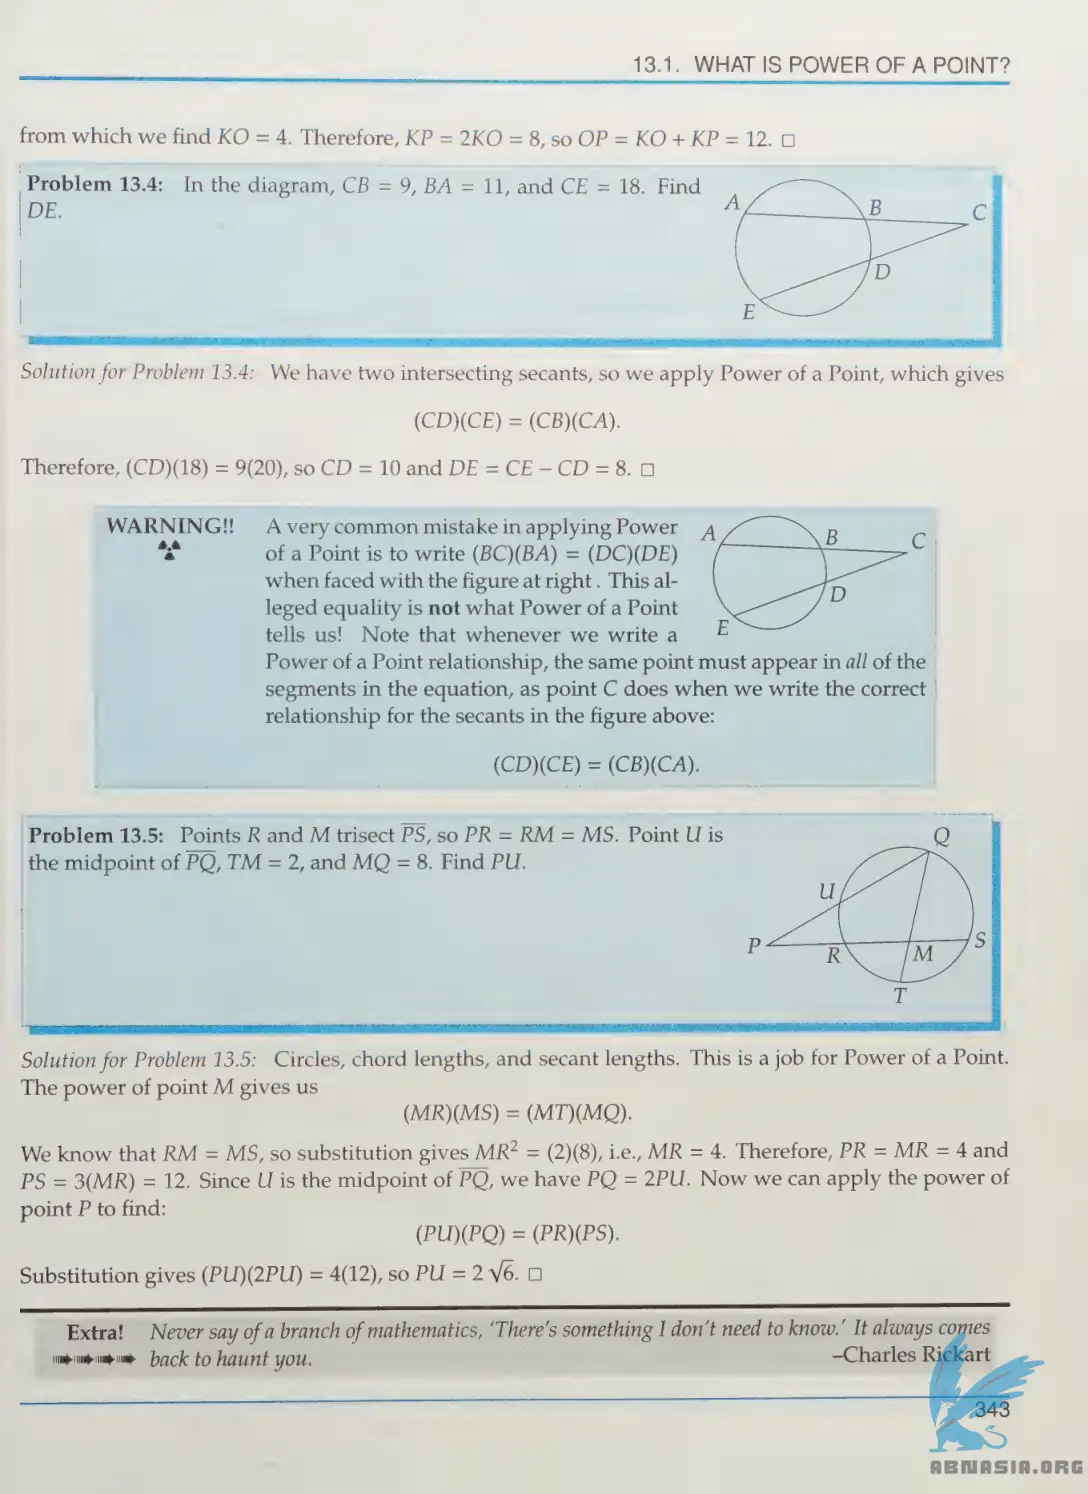 13.1. WHAT IS POWER OF A POINT?
from which we find KO = 4. Therefore, KP = 2KO = 8, so OP = KO + KP = 12. □
Problem 13.4: In the diagram, CB = 9, BA = 11, and CE = 18. Find
DE.
A
B
C
D
E
Solution for Problem 13.4: We have two intersecting secants, so we apply Power of a Point, which gives
(CD)(CE) = (CB)(CA).
Therefore, (CD)(18) = 9(20), so CD = 10 and DE = CE – CD = 8. □
WARNING!! A very common mistake in applying Power
of a Point is to write (BC)(BA) = (DC)(DE)
when faced with the figure at right. This al-
leged equality is not what Power of a Point
tells us! Note that whenever we write a
Power of a Point relationship, the same point must appear in all of the
segments in the equation, as point C does when we write the correct
relationship for the secants in the figure above:
(CD)(CE) = (CB)(CA).
A
B
C
D
E
Problem 13.5: Points R and M trisect PS, so PR = RM = MS. Point U is
the midpoint of PQ, TM = 2, and MQ = 8. Find PU.
Q
U
P
R
M
S
T
Solution for Problem 13.5: Circles, chord lengths, and secant lengths. This is a job for Power of a Point.
The power of point M gives us
(MR)(MS) = (MT)(MQ).
We know that RM = MS, so substitution gives MR² = (2)(8), i.e., MR = 4. Therefore, PR = MR = 4 and
PS = 3(MR) = 12. Since U is the midpoint of PQ, we have PQ = 2PU. Now we can apply the power of
point P to find:
(PU)(PQ) = (PR)(PS).
Substitution gives (PU)(2PU) = 4(12), so PU = 2√6. □
Extra! Never say of a branch of mathematics, 'There's something I don't need to know.' It always comes
back to haunt you. –Charles Rickart
343
ABNASIA.ORG